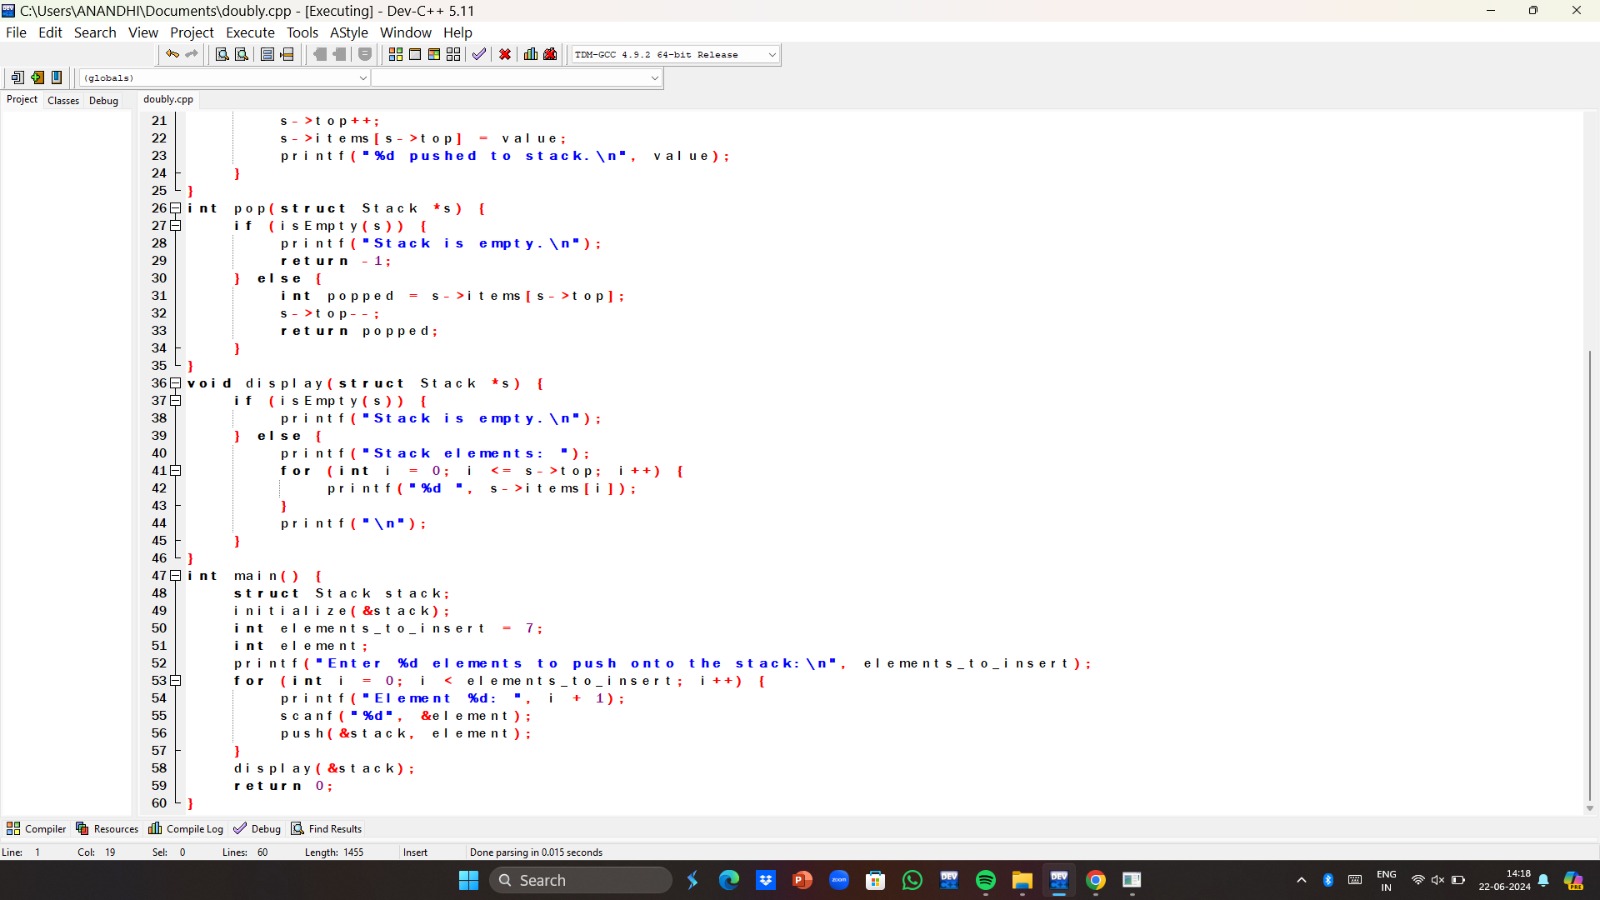 C:\Users\ANANDHI\Documents\doubly.cpp - [Executing] - Dev-C++ 5.11
File Edit Search View Project Execute Tools AStyle Window Help
TDM-GCC 4.9.2 64-bit Release
(globals)
Project Classes Debug doubly.cpp
21 s->top++;
22 s->items[s->top] = value;
23 printf("%d pushed to stack.\n", value);
24 }
25 }
26 int pop(struct Stack *s) {
27 if (isEmpty(s)) {
28 printf("Stack is empty.\n");
29 return -1;
30 } else {
31 int popped = s->items[s->top];
32 s->top--;
33 return popped;
34 }
35 }
36 void display(struct Stack *s) {
37 if (isEmpty(s)) {
38 printf("Stack is empty.\n");
39 } else {
40 printf("Stack elements: ");
41 for (int i = 0; i <= s->top; i++) {
42 printf("%d ", s->items[i]);
43 }
44 printf("\n");
45 }
46 }
47 int main() {
48 struct Stack stack;
49 initialize(&stack);
50 int elements_to_insert = 7;
51 int element;
52 printf("Enter %d elements to push onto the stack:\n", elements_to_insert);
53 for (int i = 0; i < elements_to_insert; i++) {
54 printf("Element %d: ", i + 1);
55 scanf("%d", &element);
56 push(&stack, element);
57 }
58 display(&stack);
59 return 0;
60 }
Compiler Resources Compile Log Debug Find Results
Line: 1 Col: 19 Sel: 0 Lines: 60 Length: 1455 Insert Done parsing in 0.015 seconds
Search
zoom
DEV
DEV
ENG
IN
14:18
22-06-2024
PRE